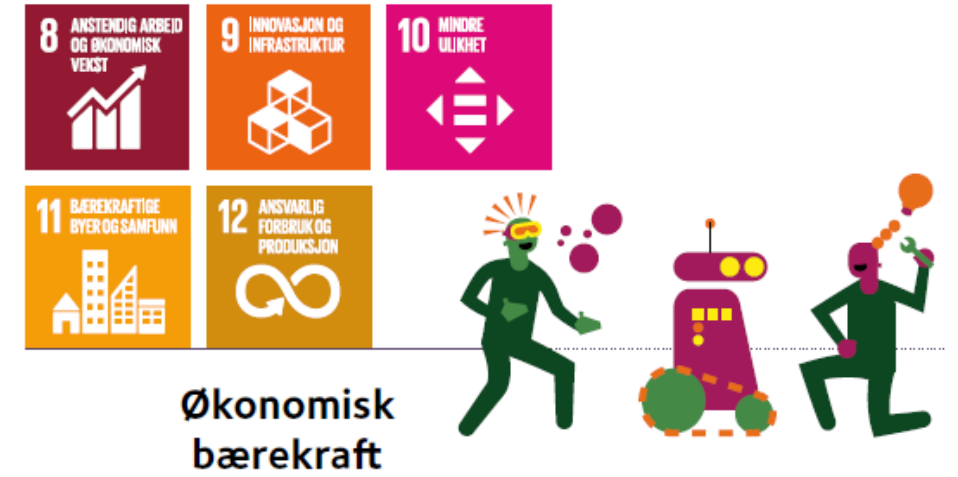 8 ANSTENDIG ARBEID
OG ØKONOMISK
VEKST
9 INNOVASJON OG
INFRASTRUKTUR
10 MINDRE
ULIKHET
11 BÆREKRAFTIGE
BYER OG SAMFUNN
12 ANSVARLIG
FORBRUK OG
PRODUKSJON
Økonomisk
bærekraft